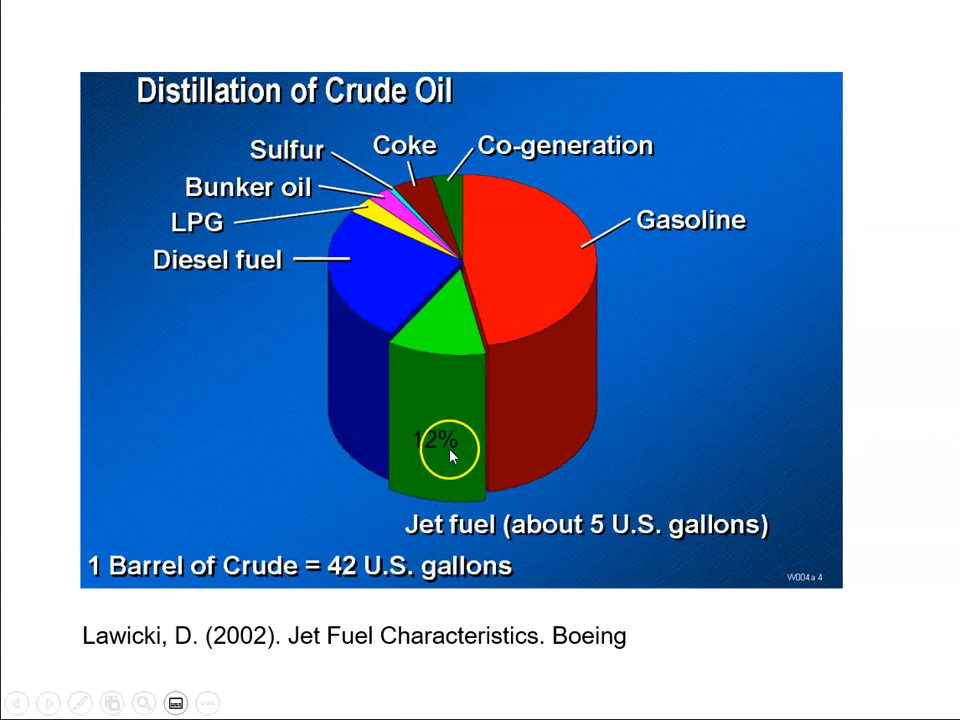 Distillation of Crude Oil
Sulfur
Coke
Co-generation
Bunker oil
LPG
Gasoline
Diesel fuel
12%
Jet fuel (about 5 U.S. gallons)
1 Barrel of Crude = 42 U.S. gallons
W004a 4
Lawicki, D. (2002). Jet Fuel Characteristics. Boeing